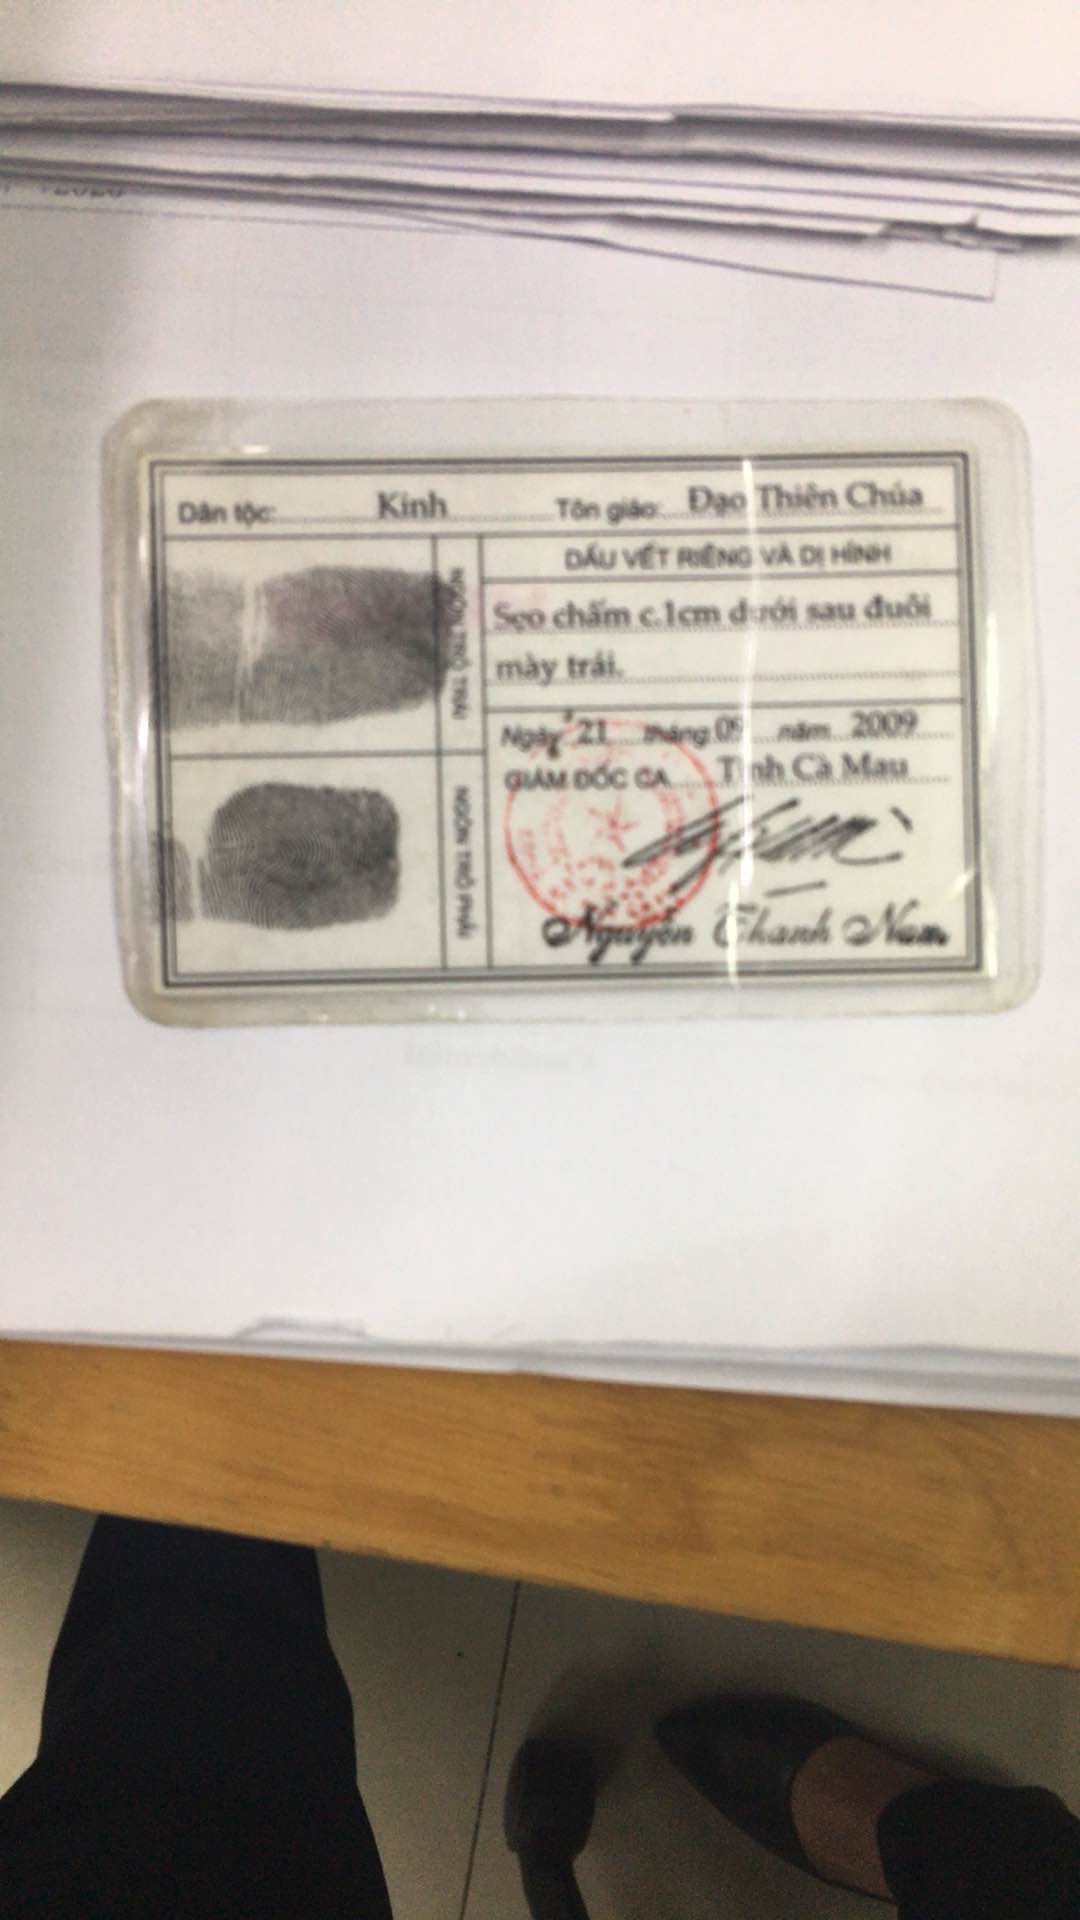 Dân tộc: Kinh Tôn giáo: Đạo Thiên Chúa
DẤU VẾT RIÊNG VÀ DỊ HÌNH
Sẹo chấm c.1cm dưới sau đuôi
mày trái.
NGÓN TRỎ TRÁI
Ngày 21 tháng 09 năm 2009
GIÁM ĐỐC CA Tỉnh Cà Mau
NGÓN TRỎ PHẢI
Nguyễn Thanh Nam